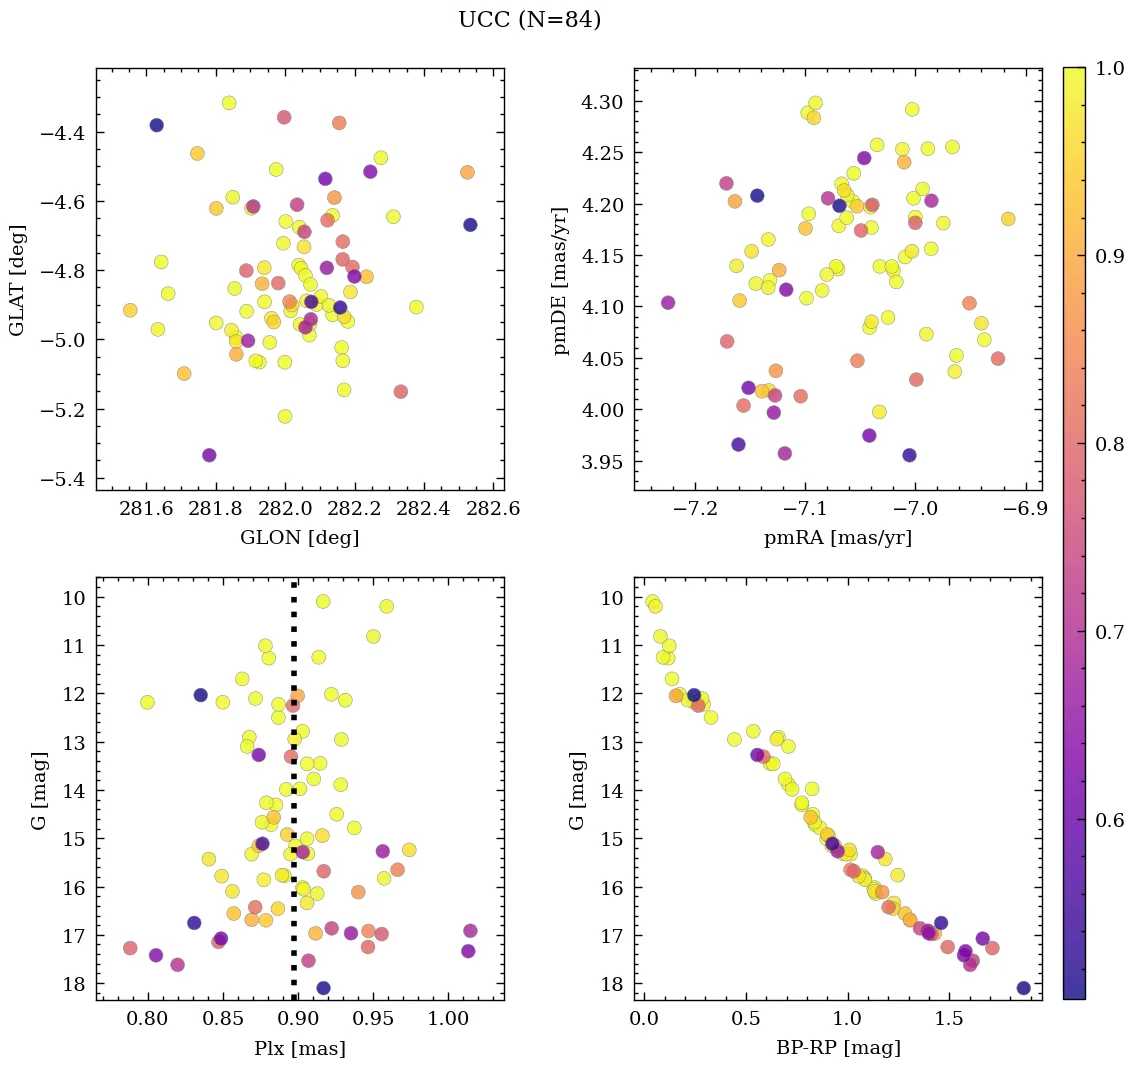 UCC (N=84)
−4.4
−4.6
−4.8
−5.0
−5.2
−5.4
GLAT [deg]
281.6 281.8 282.0 282.2 282.4 282.6
GLON [deg]
4.30
4.25
4.20
4.15
4.10
4.05
4.00
3.95
pmDE [mas/yr]
−7.2 −7.1 −7.0 −6.9
pmRA [mas/yr]
10
11
12
13
14
15
16
17
18
G [mag]
0.80 0.85 0.90 0.95 1.00
Plx [mas]
10
11
12
13
14
15
16
17
18
G [mag]
0.0 0.5 1.0 1.5
BP-RP [mag]
1.0
0.9
0.8
0.7
0.6